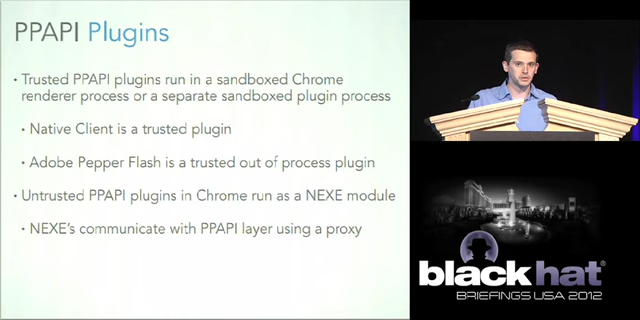 PPAPI Plugins
• Trusted PPAPI plugins run in a sandboxed Chrome
renderer process or a separate sandboxed plugin process
• Native Client is a trusted plugin
• Adobe Pepper Flash is a trusted out of process plugin
• Untrusted PPAPI plugins in Chrome run as a NEXE module
• NEXE's communicate with PPAPI layer using a proxy
black hat®
BRIEFINGS USA 2012